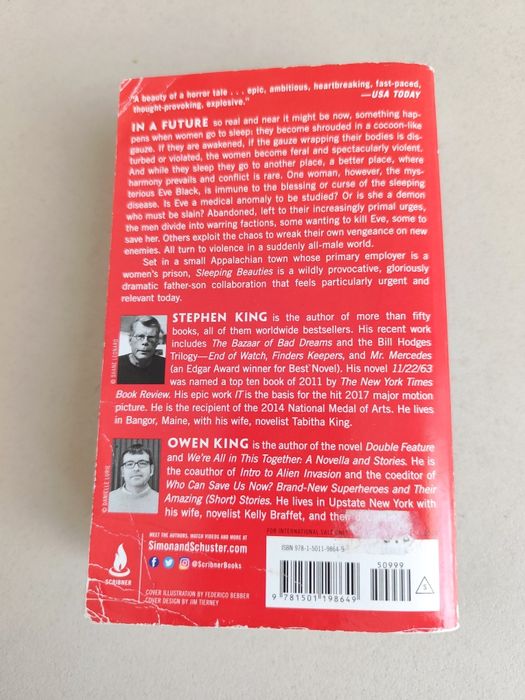 "A beauty of a horror tale . . . epic, ambitious, heartbreaking, fast-paced,
thought-provoking, explosive."
—USA TODAY
IN A FUTURE so real and near it might be now, something hap-
pens when women go to sleep: they become shrouded in a cocoon-like
gauze. If they are awakened, if the gauze wrapping their bodies is dis-
turbed or violated, the women become feral and spectacularly violent.
And while they sleep they go to another place, a better place, where
harmony prevails and conflict is rare. One woman, however, the mys-
terious Eve Black, is immune to the blessing or curse of the sleeping
disease. Is Eve a medical anomaly to be studied? Or is she a demon
who must be slain? Abandoned, left to their increasingly primal urges,
the men divide into warring factions, some wanting to kill Eve, some to
save her. Others exploit the chaos to wreak their own vengeance on new
enemies. All turn to violence in a suddenly all-male world.
Set in a small Appalachian town whose primary employer is a
women's prison, Sleeping Beauties is a wildly provocative, gloriously
dramatic father-son collaboration that feels particularly urgent and
relevant today.
STEPHEN KING is the author of more than fifty
books, all of them worldwide bestsellers. His recent work
includes The Bazaar of Bad Dreams and the Bill Hodges
Trilogy—End of Watch, Finders Keepers, and Mr. Mercedes
(an Edgar Award winner for Best Novel). His novel 11/22/63
was named a top ten book of 2011 by The New York Times
Book Review. His epic work IT is the basis for the hit 2017 major motion
picture. He is the recipient of the 2014 National Medal of Arts. He lives
in Bangor, Maine, with his wife, novelist Tabitha King.
© SHANE LEONARD
OWEN KING is the author of the novel Double Feature
and We're All in This Together: A Novella and Stories. He is
the coauthor of Intro to Alien Invasion and the coeditor of
Who Can Save Us Now? Brand-New Superheroes and Their
Amazing (Short) Stories. He lives in Upstate New York with
his wife, novelist Kelly Braffet, and their
© DANIELLE LURIE
MEET THE AUTHORS, WATCH VIDEOS AND MORE AT
SimonandSchuster.com
@ScribnerBooks
SCRIBNER
COVER ILLUSTRATION BY FEDERICO BEBBER
COVER DESIGN BY JIM TIERNEY
FOR INTERNATIONAL SALE ONLY
ISBN 978-1-5011-9864-9
50999
9 781501 198649
S